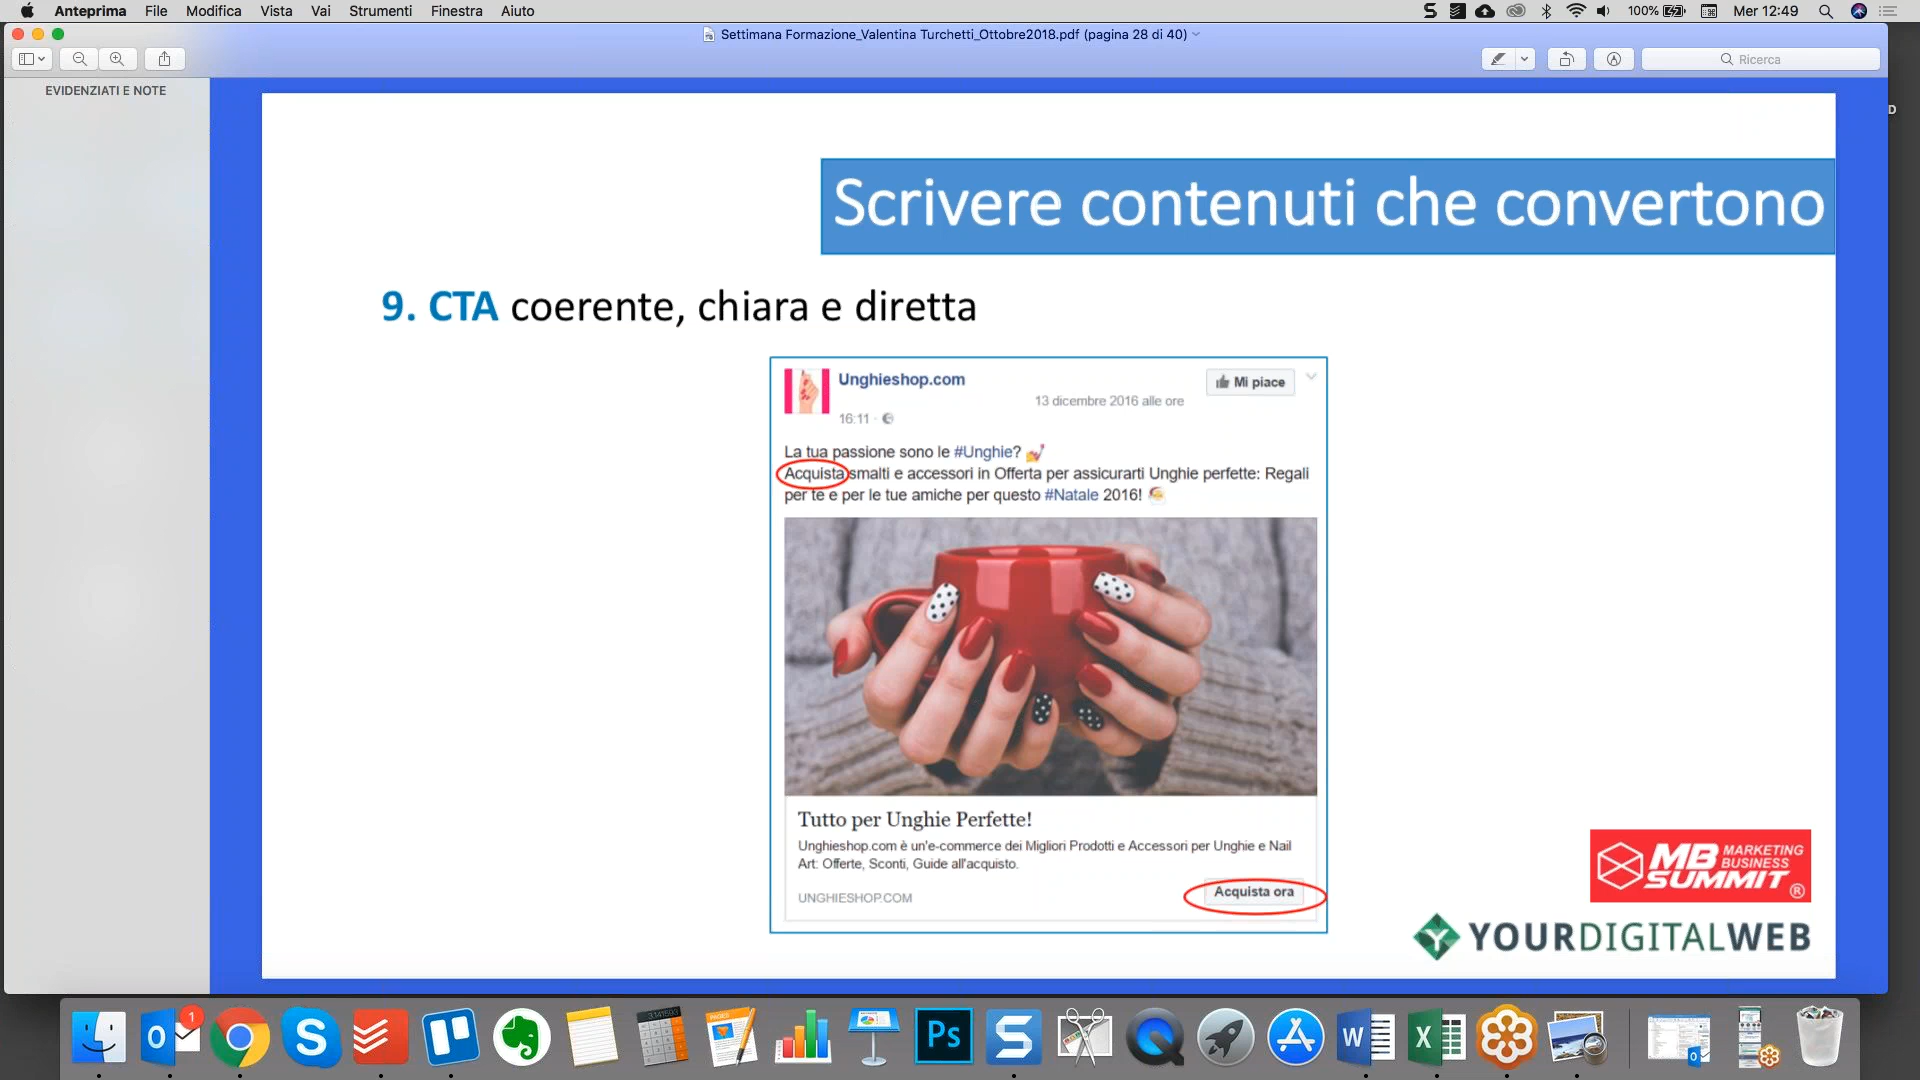 Anteprima File Modifica Vista Vai Strumenti Finestra Aiuto 100% Mer 12:49
Settimana Formazione_Valentina Turchetti_Ottobre2018.pdf (pagina 28 di 40)
Ricerca
EVIDENZIATI E NOTE
D
Scrivere contenuti che convertono
9. CTA coerente, chiara e diretta
Unghieshop.com
Mi piace
13 dicembre 2016 alle ore
16:11 ·
La tua passione sono le #Unghie?
Acquista smalti e accessori in Offerta per assicurarti Unghie perfette: Regali
per te e per le tue amiche per questo #Natale 2016!
Tutto per Unghie Perfette!
Unghieshop.com è un'e-commerce dei Migliori Prodotti e Accessori per Unghie e Nail
Art: Offerte, Sconti, Guide all'acquisto.
UNGHIESHOP.COM
Acquista ora
MB MARKETING
BUSINESS
SUMMIT ®
YOURDIGITALWEB
1
3.141593
PAGES
Ps